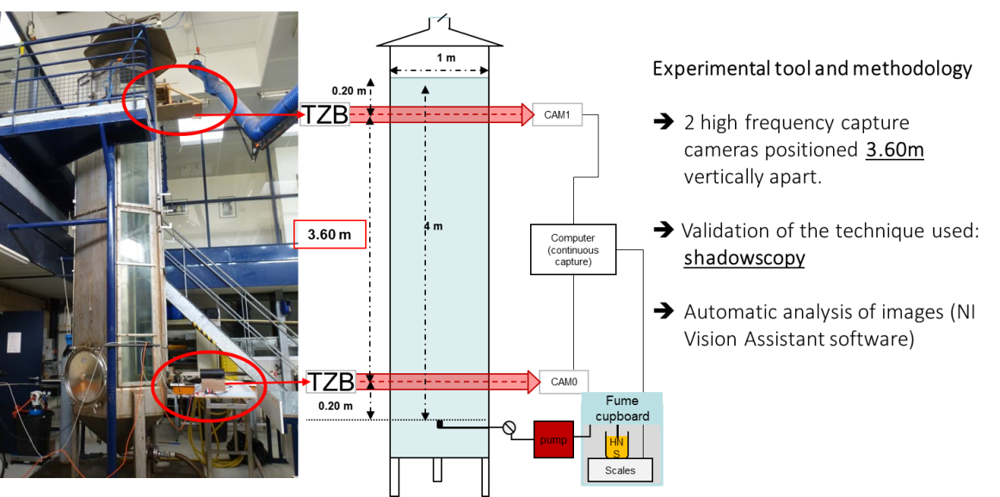 1 m
0.20 m
TZB
CAM1
4 m
3.60 m
Computer
(continuous
capture)
TZB
CAM0
0.20 m
Fume
cupboard
pump
HN
S
Scales
Experimental tool and methodology
➔ 2 high frequency capture
cameras positioned 3.60m
vertically apart.
➔ Validation of the technique used:
shadowscopy
➔ Automatic analysis of images (NI
Vision Assistant software)